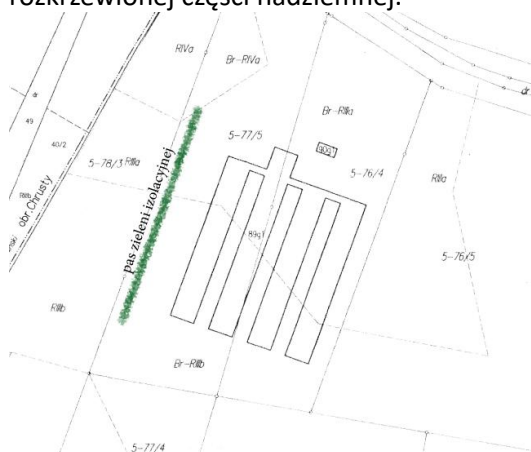 rozkrzewionej części nadziemnej.
RIVa
Br-RIVa
dr
Br-RIIIa
49
40/2
5-77/5
5-78/3
RIIIa
5-76/4
RIIIa
obr. Chrusty
pas zieleni izolacyjnej
5-76/5
RIIIb
Br-RIIIb
5-77/4